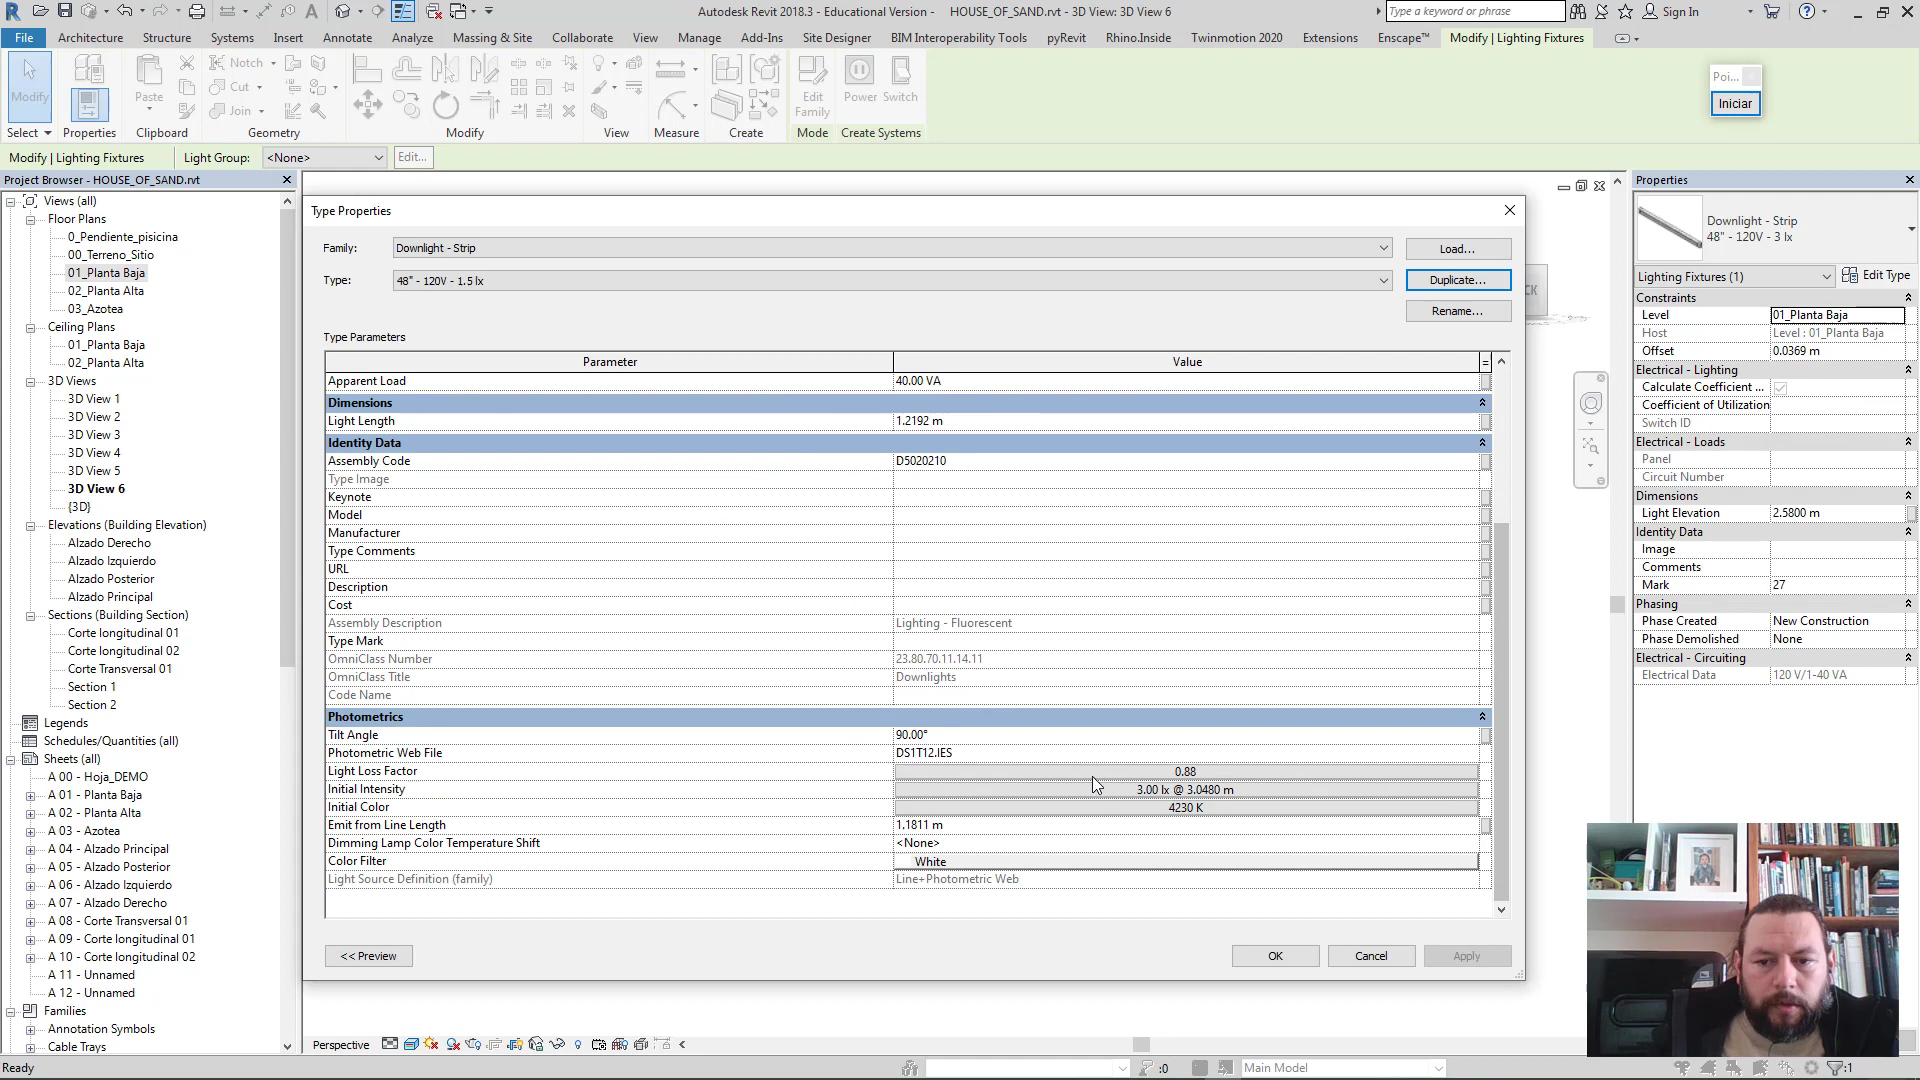 Autodesk Revit 2018.3 - Educational Version - HOUSE_OF_SAND.rvt - 3D View: 3D View 6
Type a keyword or phrase
Sign In
File Architecture Structure Systems Insert Annotate Analyze Massing & Site Collaborate View Manage Add-Ins Site Designer BIM Interoperability Tools pyRevit Rhino.Inside Twinmotion 2020 Extensions Enscape™ Modify | Lighting Fixtures
Modify
Paste
Notch
Cut
Join
Edit Family
Power
Switch
Poi...
Iniciar
Select Properties Clipboard Geometry Modify View Measure Create Mode Create Systems
Modify | Lighting Fixtures Light Group: <None> Edit...
Project Browser - HOUSE_OF_SAND.rvt
Views (all)
Floor Plans
0_Pendiente_pisicina
00_Terreno_Sitio
01_Planta Baja
02_Planta Alta
03_Azotea
Ceiling Plans
01_Planta Baja
02_Planta Alta
3D Views
3D View 1
3D View 2
3D View 3
3D View 4
3D View 5
3D View 6
{3D}
Elevations (Building Elevation)
Alzado Derecho
Alzado Izquierdo
Alzado Posterior
Alzado Principal
Sections (Building Section)
Corte longitudinal 01
Corte longitudinal 02
Corte Transversal 01
Section 1
Section 2
Legends
Schedules/Quantities (all)
Sheets (all)
A 00 - Hoja_DEMO
A 01 - Planta Baja
A 02 - Planta Alta
A 03 - Azotea
A 04 - Alzado Principal
A 05 - Alzado Posterior
A 06 - Alzado Izquierdo
A 07 - Alzado Derecho
A 08 - Corte Transversal 01
A 09 - Corte longitudinal 01
A 10 - Corte longitudinal 02
A 11 - Unnamed
A 12 - Unnamed
Families
Annotation Symbols
Cable Trays
Type Properties
Family: Downlight - Strip Load...
Type: 48" - 120V - 1.5 lx Duplicate...
Rename...
Type Parameters
Parameter Value =
Apparent Load 40.00 VA
Dimensions
Light Length 1.2192 m
Identity Data
Assembly Code D5020210
Type Image
Keynote
Model
Manufacturer
Type Comments
URL
Description
Cost
Assembly Description Lighting - Fluorescent
Type Mark
OmniClass Number 23.80.70.11.14.11
OmniClass Title Downlights
Code Name
Photometrics
Tilt Angle 90.00°
Photometric Web File DS1T12.IES
Light Loss Factor 0.88
Initial Intensity 3.00 lx @ 3.0480 m
Initial Color 4230 K
Emit from Line Length 1.1811 m
Dimming Lamp Color Temperature Shift <None>
Color Filter White
Light Source Definition (family) Line+Photometric Web
<< Preview OK Cancel Apply
CK
Properties
Downlight - Strip
48" - 120V - 3 lx
Lighting Fixtures (1) Edit Type
Constraints
Level 01_Planta Baja
Host Level : 01_Planta Baja
Offset 0.0369 m
Electrical - Lighting
Calculate Coefficient ...
Coefficient of Utilization
Switch ID
Electrical - Loads
Panel
Circuit Number
Dimensions
Light Elevation 2.5800 m
Identity Data
Image
Comments
Mark 27
Phasing
Phase Created New Construction
Phase Demolished None
Electrical - Circuiting
Electrical Data 120 V/1-40 VA
Perspective
Ready :0 Main Model :1